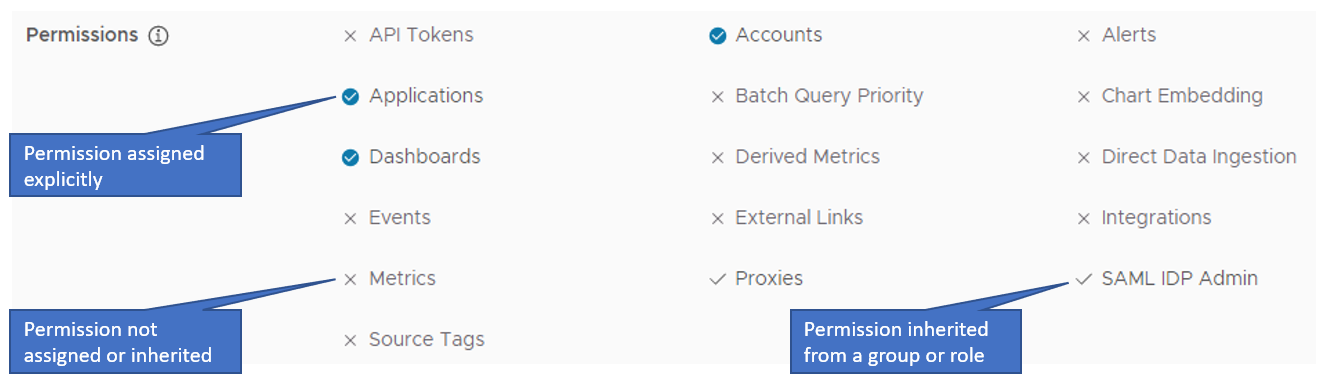 Permissions
API Tokens
Accounts
Alerts
Applications
Batch Query Priority
Chart Embedding
Permission assigned
explicitly
Dashboards
Derived Metrics
Direct Data Ingestion
Events
External Links
Integrations
Metrics
Proxies
SAML IDP Admin
Permission not
assigned or inherited
Permission inherited
from a group or role
Source Tags